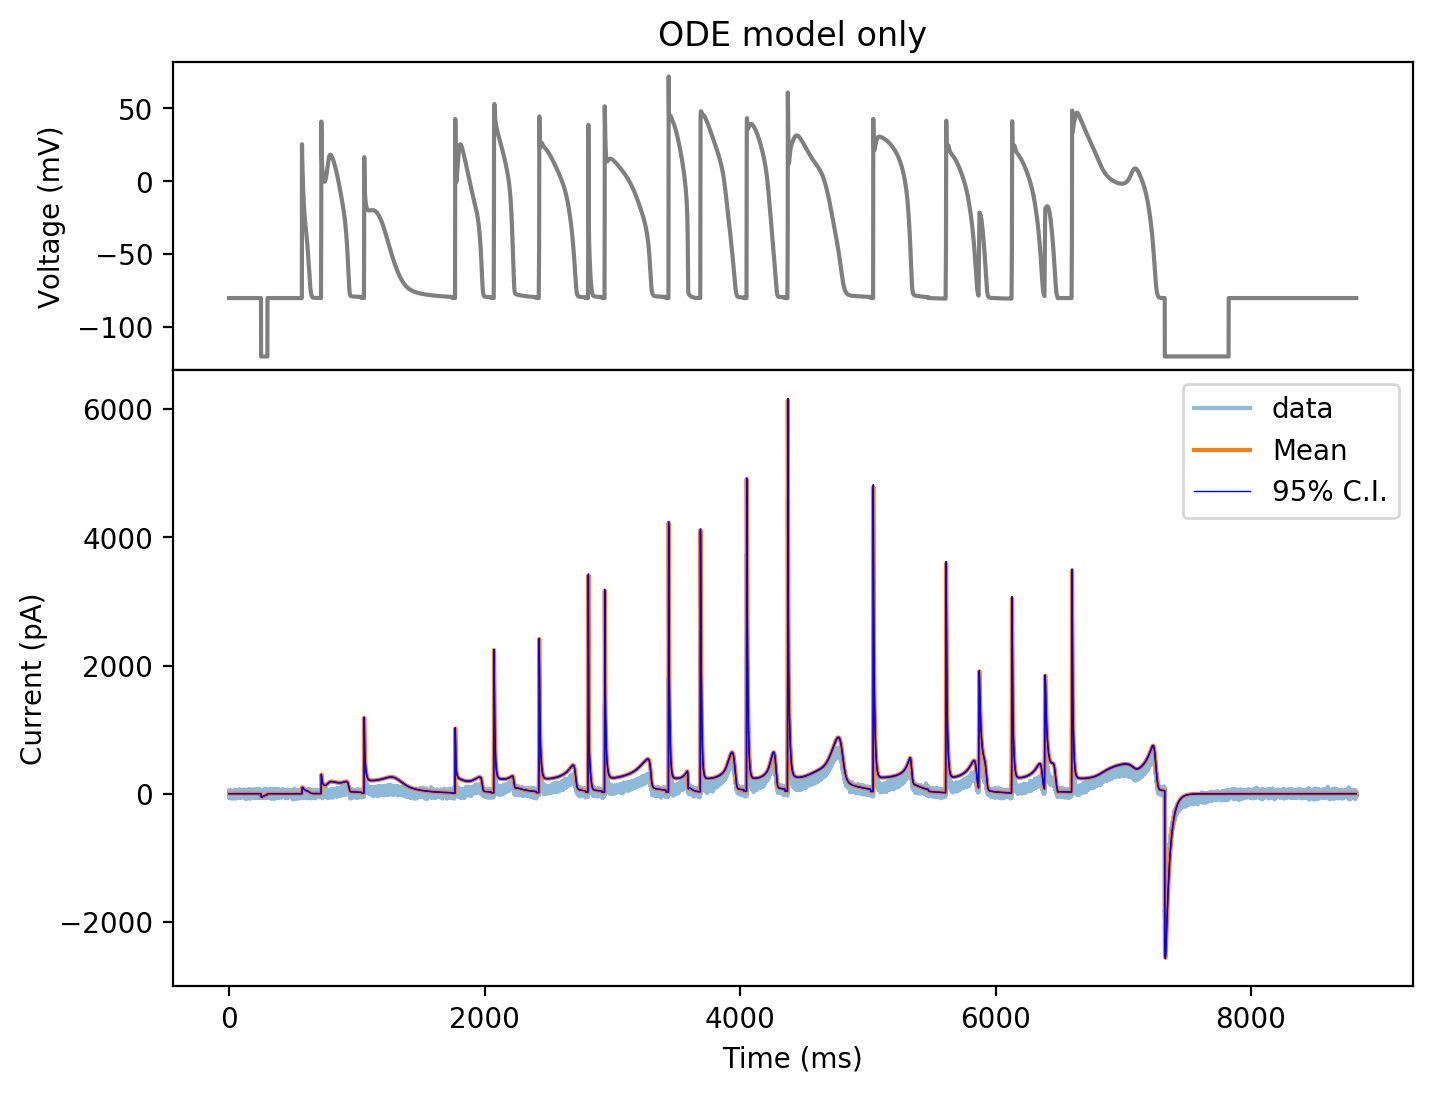 ODE model only
Voltage (mV)
50
0
−50
−100
Current (pA)
6000
4000
2000
0
−2000
data
Mean
95% C.I.
0
2000
4000
6000
8000
Time (ms)